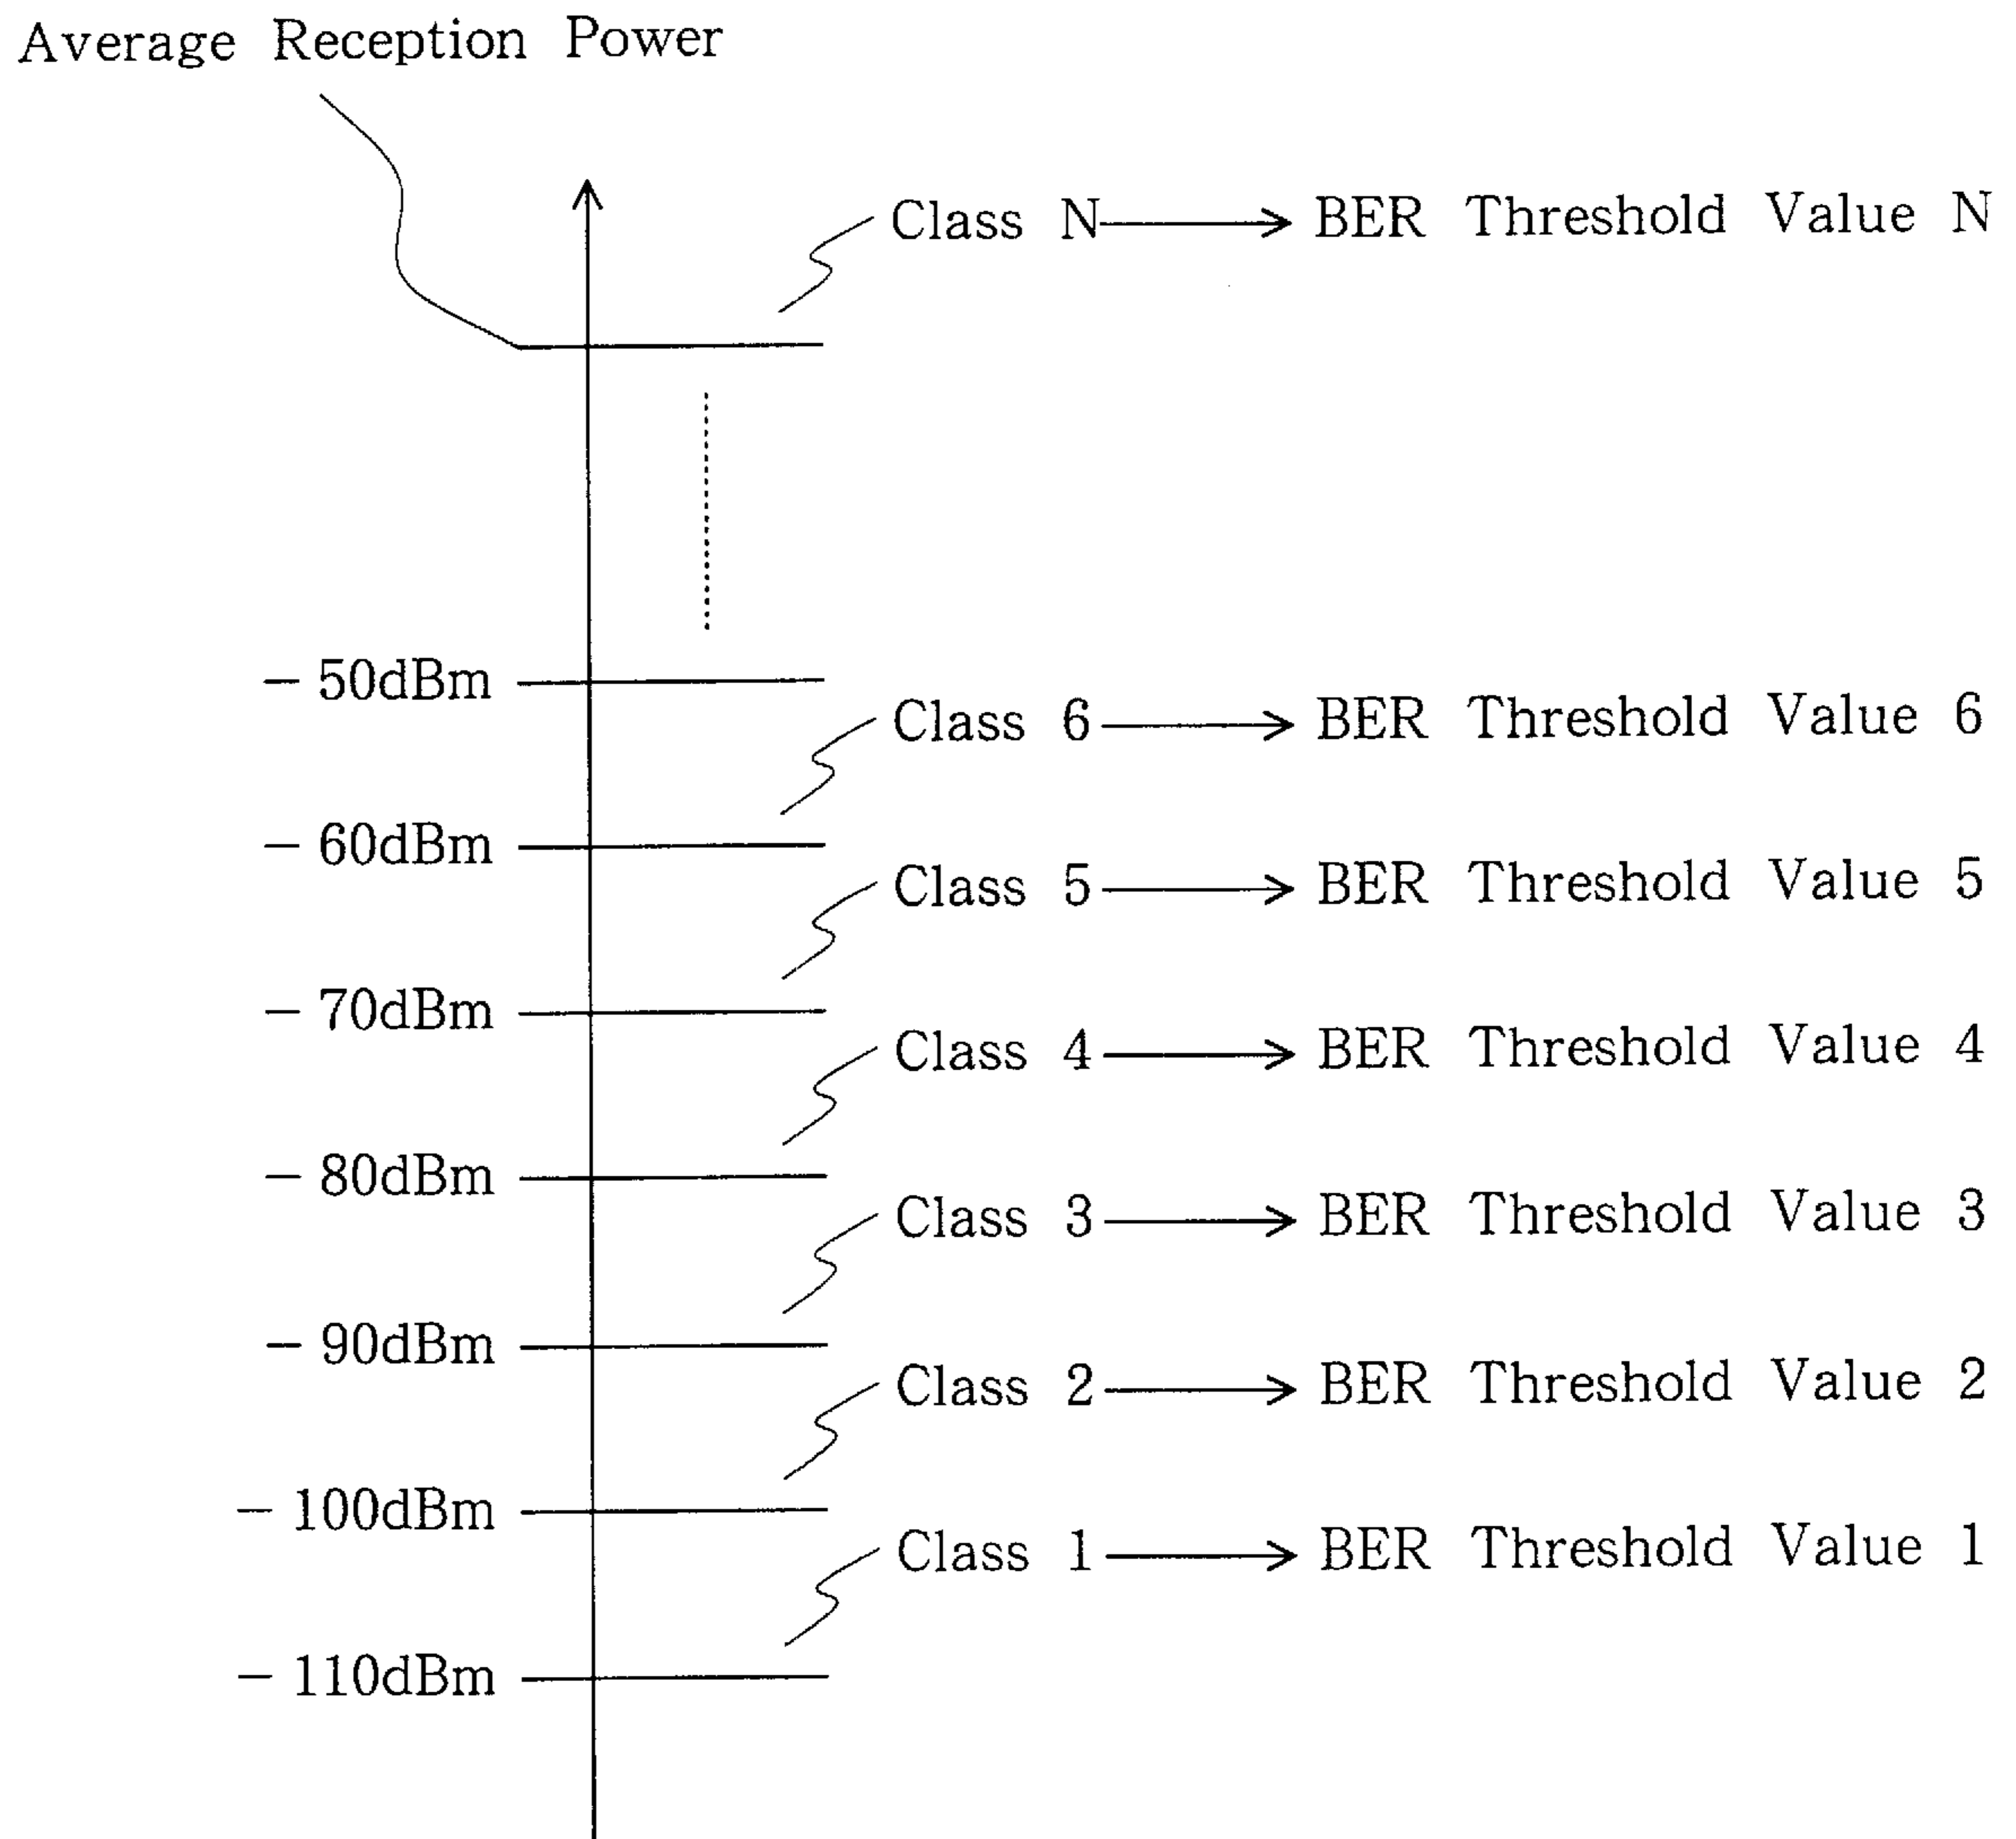 Average Reception Power
Class N BER Threshold Value N
− 50dBm
Class 6 BER Threshold Value 6
− 60dBm
Class 5 BER Threshold Value 5
− 70dBm
Class 4 BER Threshold Value 4
− 80dBm
Class 3 BER Threshold Value 3
− 90dBm
Class 2 BER Threshold Value 2
− 100dBm
Class 1 BER Threshold Value 1
− 110dBm